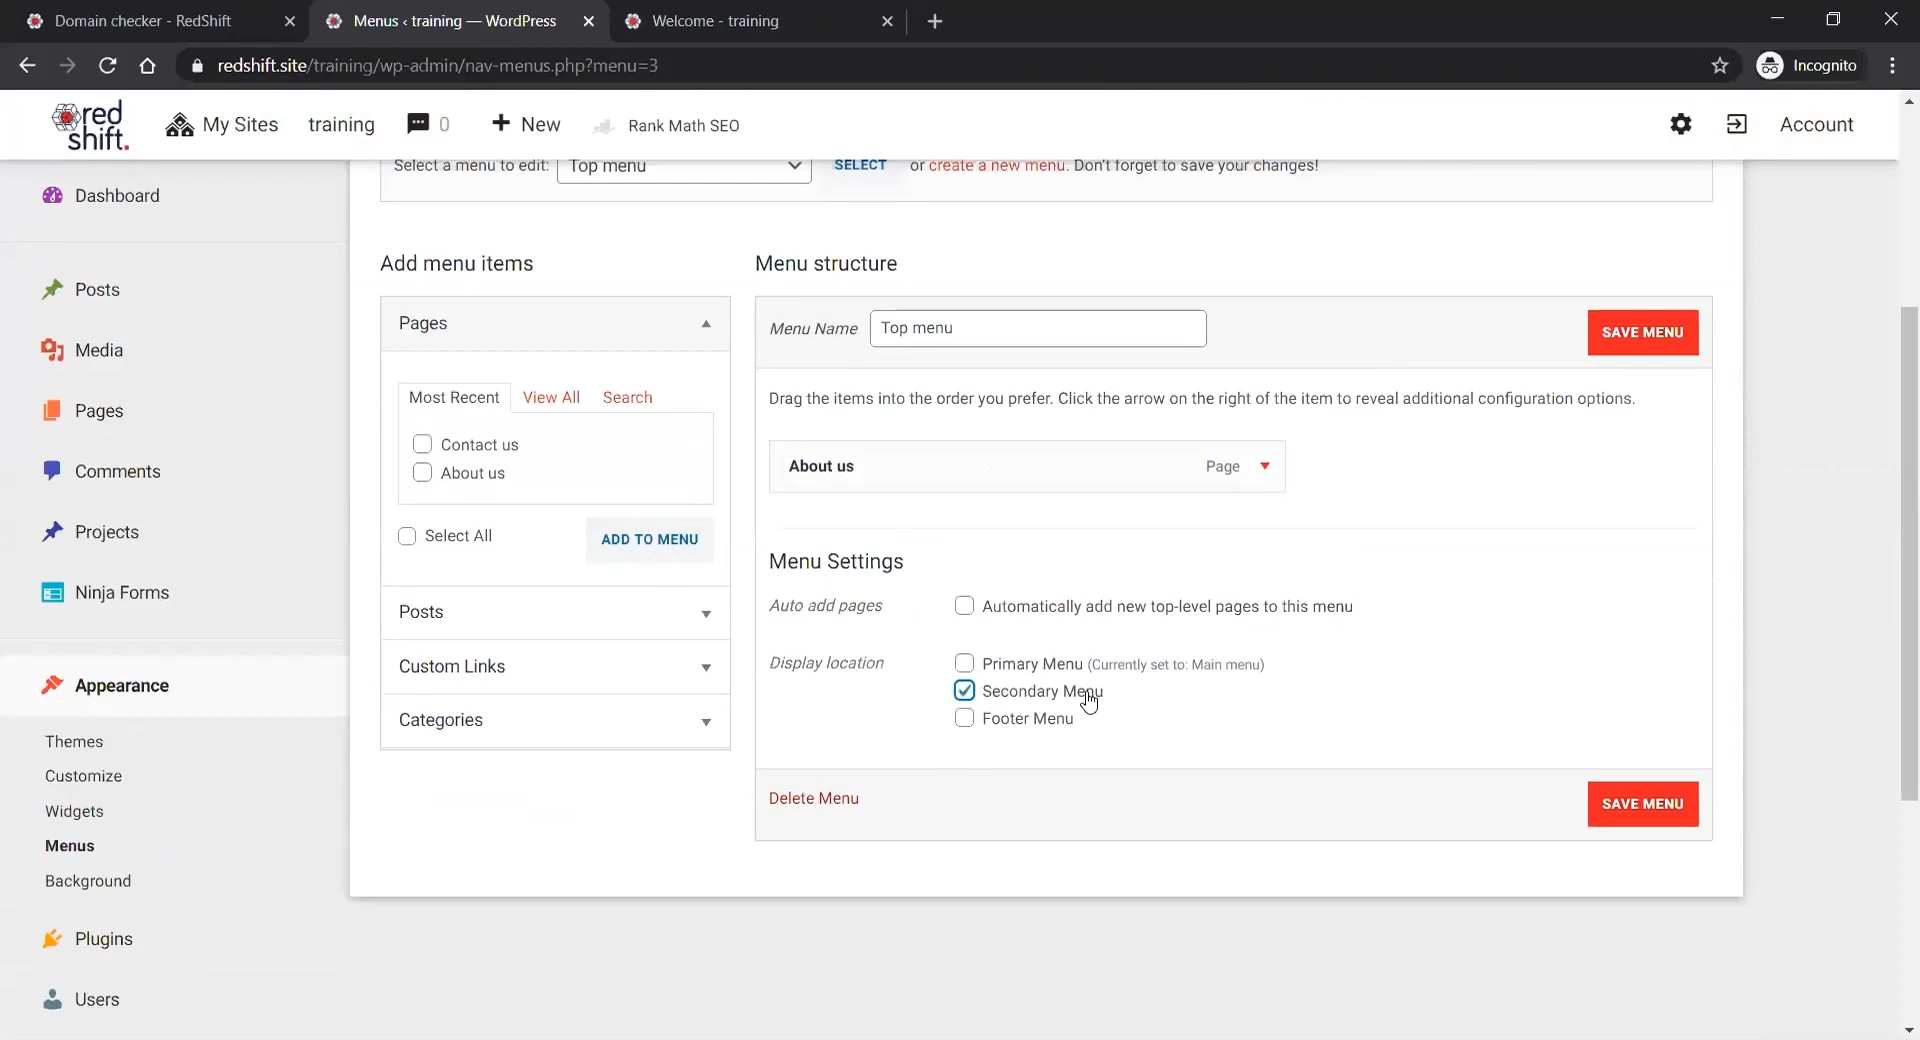 Domain checker - RedShift
Menus ‹ training — WordPress
Welcome - training
redshift.site/training/wp-admin/nav-menus.php?menu=3
Incognito
red
shift.
My Sites
training
0
New
Rank Math SEO
Account
Select a menu to edit:
Top menu
SELECT
or create a new menu. Don't forget to save your changes!
Dashboard
Posts
Media
Pages
Comments
Projects
Ninja Forms
Appearance
Themes
Customize
Widgets
Menus
Background
Plugins
Users
Add menu items
Pages
Most Recent
View All
Search
Contact us
About us
Select All
ADD TO MENU
Posts
Custom Links
Categories
Menu structure
Menu Name
Top menu
SAVE MENU
Drag the items into the order you prefer. Click the arrow on the right of the item to reveal additional configuration options.
About us
Page
Menu Settings
Auto add pages
Automatically add new top-level pages to this menu
Display location
Primary Menu (Currently set to: Main menu)
Secondary Menu
Footer Menu
Delete Menu
SAVE MENU